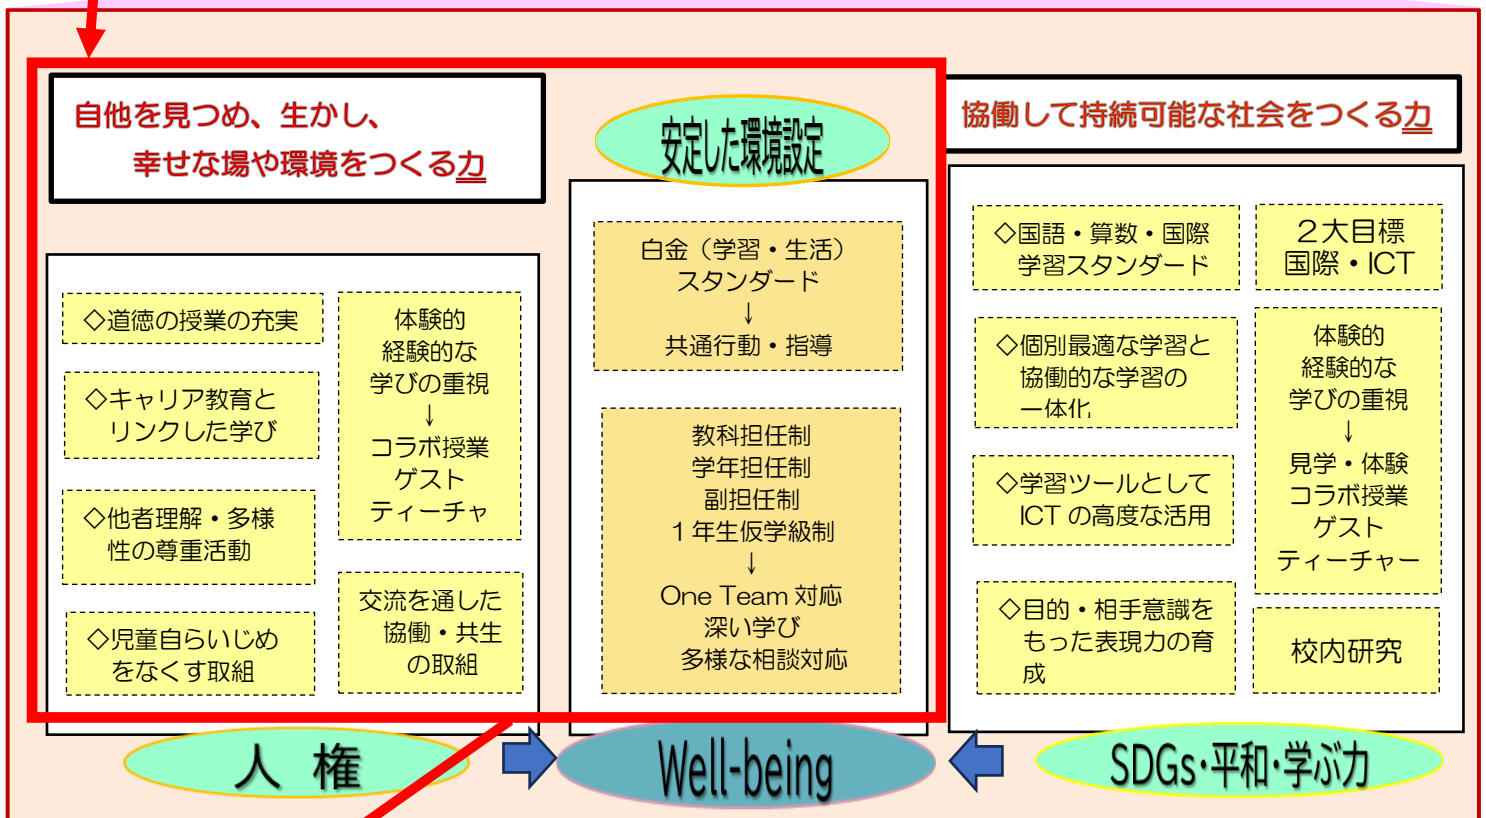 自他を見つめ、生かし、
幸せな場や環境をつくる力
◇道徳の授業の充実
◇キャリア教育と
リンクした学び
◇他者理解・多様
性の尊重活動
◇児童自らいじめ
をなくす取組
体験的
経験的な
学びの重視
↓
コラボ授業
ゲスト
ティーチャ
交流を通した
協働・共生
の取組
人 権
安定した環境設定
白金（学習・生活）
スタンダード
↓
共通行動・指導
教科担任制
学年担任制
副担任制
１年生仮学級制
↓
One Team 対応
深い学び
多様な相談対応
Well-being
協働して持続可能な社会をつくる力
◇国語・算数・国際
学習スタンダード
◇個別最適な学習と
協働的な学習の
一体化
◇学習ツールとして
ICT の高度な活用
◇目的・相手意識を
もった表現力の育
成
２大目標
国際・ICT
体験的
経験的な
学びの重視
↓
見学・体験
コラボ授業
ゲスト
ティーチャー
校内研究
SDGs・平和・学ぶ力